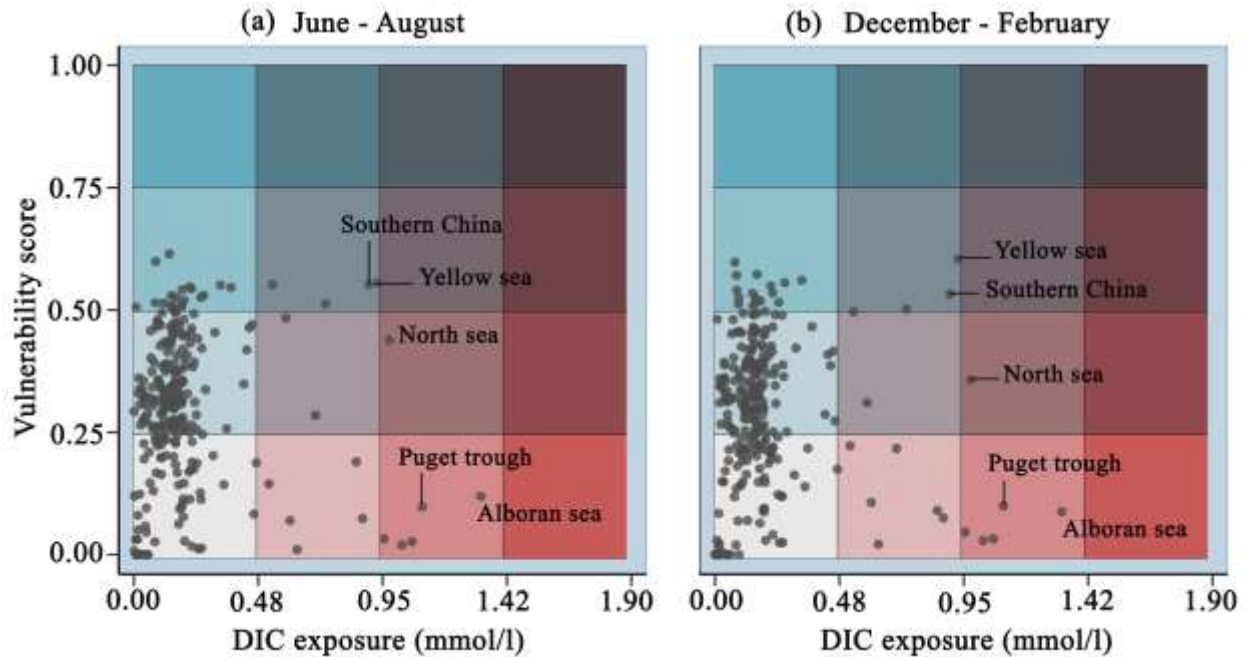 (a) June - August
(b) December - February
Vulnerability score
1.00
0.75
0.50
0.25
0.00
Southern China
Yellow sea
North sea
Puget trough
Alboran sea
0.00 0.48 0.95 1.42 1.90
DIC exposure (mmol/l)
Yellow sea
Southern China
North sea
Puget trough
Alboran sea
0.00 0.48 0.95 1.42 1.90
DIC exposure (mmol/l)